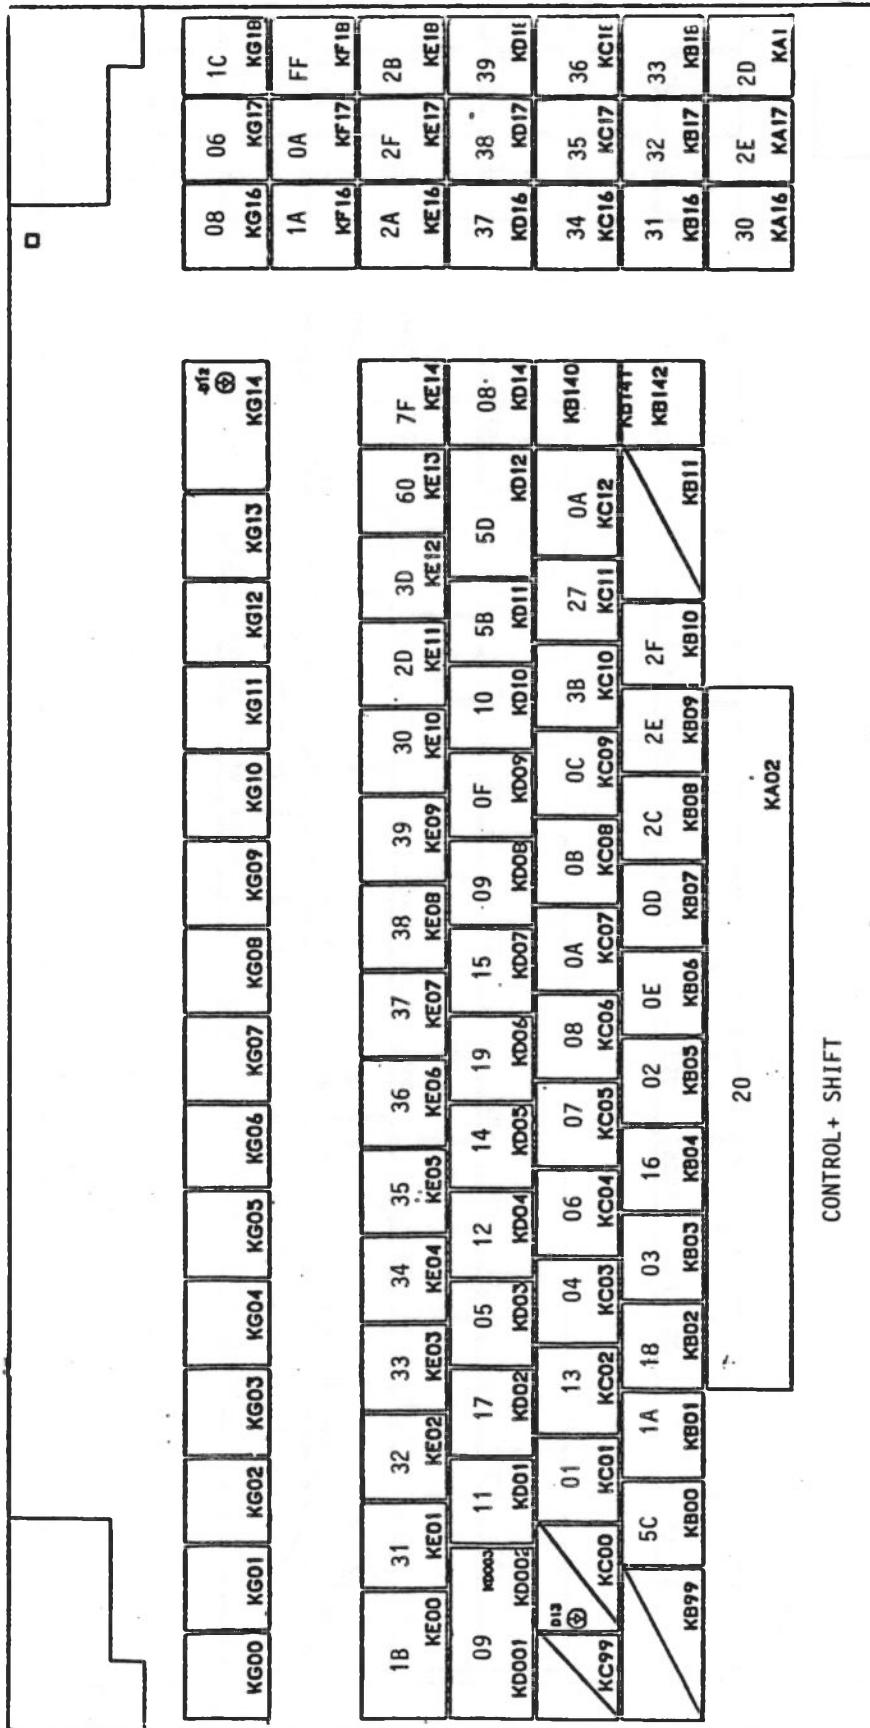 D12 08 06 1C
KG00 KG01 KG02 KG03 KG04 KG05 KG06 KG07 KG08 KG09 KG10 KG11 KG12 KG13 KG14 KG16 KG17 KG18
1A 0A FF
KF16 KF17 KF18
1B 31 32 33 34 35 36 37 38 39 30 2D 3D 60 7F 2A 2F 2B
KE00 KE01 KE02 KE03 KE04 KE05 KE06 KE07 KE08 KE09 KE10 KE11 KE12 KE13 KE14 KE16 KE17 KE18
09 KD003 11 17 05 12 14 19 15 09 0F 10 5B 5D 08 37 38 39
KD001 KD002 KD01 KD02 KD03 KD04 KD05 KD06 KD07 KD08 KD09 KD10 KD11 KD12 KD14 KD16 KD17 KD18
D13 01 13 04 06 07 08 0A 0B 0C 3B 27 0A 34 35 36
KC99 KC00 KC01 KC02 KC03 KC04 KC05 KC06 KC07 KC08 KC09 KC10 KC11 KC12 KB140 KC16 KC17 KC18
5C 1A 18 03 16 02 0E 0D 2C 2E 2F KB141 31 32 33
KB99 KB00 KB01 KB02 KB03 KB04 KB05 KB06 KB07 KB08 KB09 KB10 KB11 KB142 KB16 KB17 KB18
20 30 2E 2D
KA02 KA16 KA17 KA1
CONTROL+ SHIFT